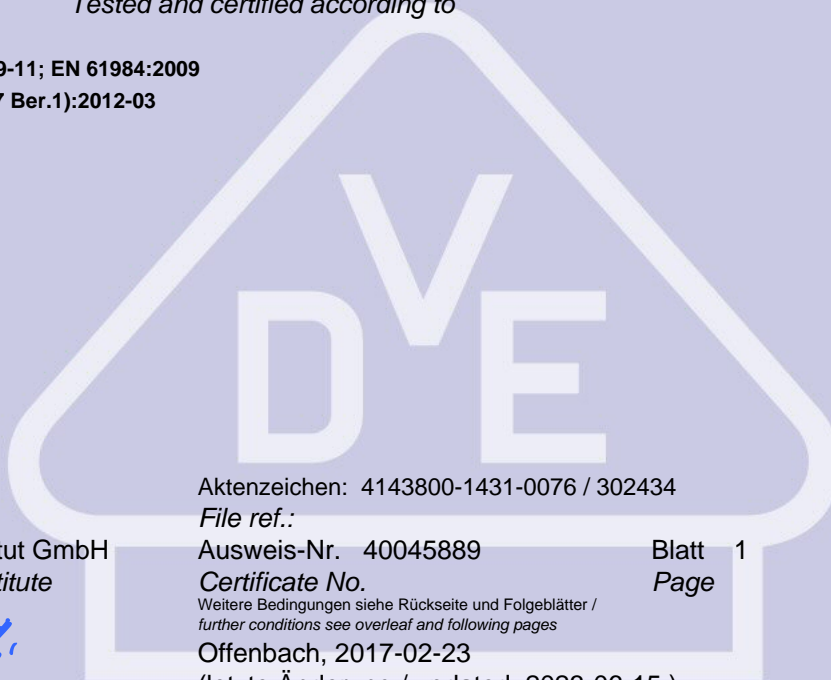 Tested and certified according to
9-11; EN 61984:2009
7 Ber.1):2012-03
VDE
Aktenzeichen: 4143800-1431-0076 / 302434
File ref.:
tut GmbH Ausweis-Nr. 40045889 Blatt 1
titute Certificate No. Page
Weitere Bedingungen siehe Rückseite und Folgeblätter /
further conditions see overleaf and following pages
Offenbach, 2017-02-23